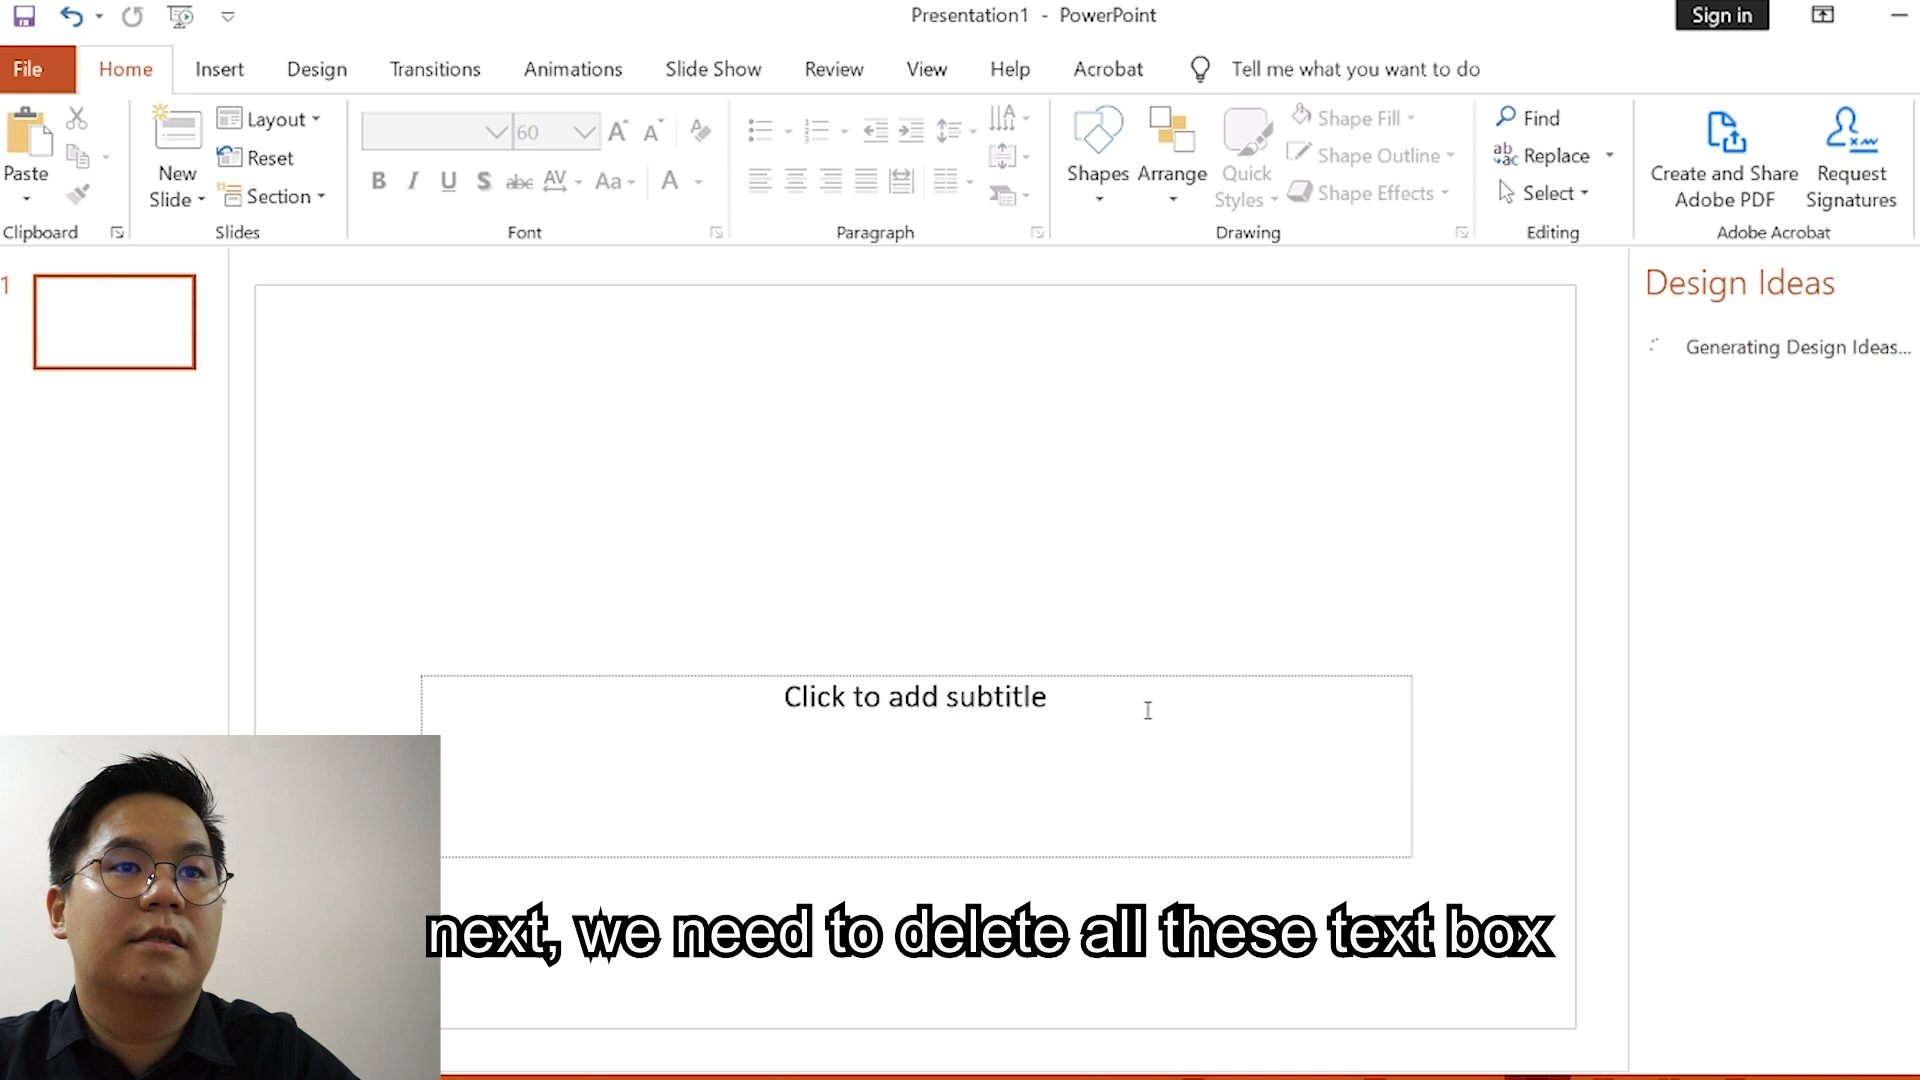 Presentation1 - PowerPoint
Sign in
File Home Insert Design Transitions Animations Slide Show Review View Help Acrobat Tell me what you want to do
Paste
Clipboard
New
Slide
Layout
Reset
Section
Slides
60
A A A
B I U S abc AV Aa A
Font
Paragraph
Shapes
Arrange
Quick
Styles
Shape Fill
Shape Outline
Shape Effects
Drawing
Find
ab
ac
Replace
Select
Editing
Create and Share
Adobe PDF
Request
Signatures
Adobe Acrobat
1
Design Ideas
Generating Design Ideas...
Click to add subtitle
next, we need to delete all these text box